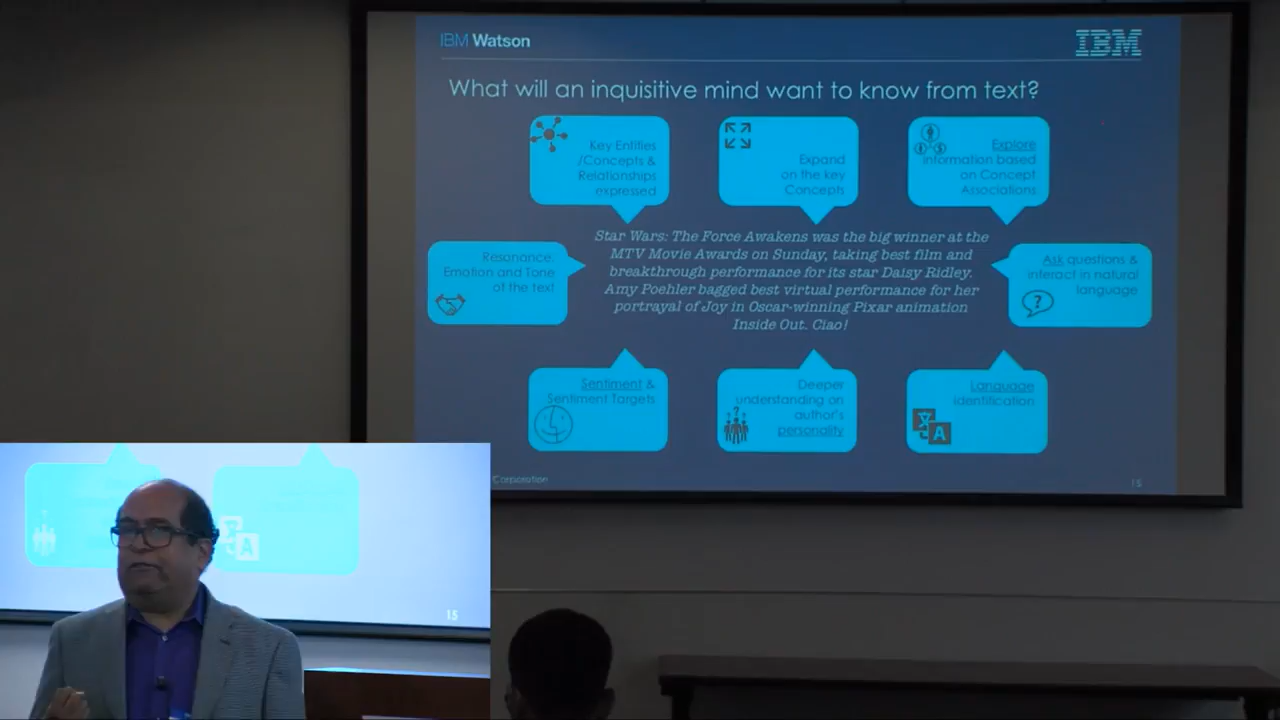 IBM Watson
IBM
What will an inquisitive mind want to know from text?
Key Entities
/Concepts &
Relationships
expressed
Expand
on the key
Concepts
Explore
information based
on Concept
Associations
Resonance,
Emotion and Tone
of the text
Star Wars: The Force Awakens was the big winner at the
MTV Movie Awards on Sunday, taking best film and
breakthrough performance for its star Daisy Ridley.
Amy Poehler bagged best virtual performance for her
portrayal of Joy in Oscar-winning Pixar animation
Inside Out. Ciao!
Ask questions &
interact in natural
language
?
Sentiment &
Sentiment Targets
Deeper
understanding on
author's
personality
Language
identification
A
Corporation
15
A
15